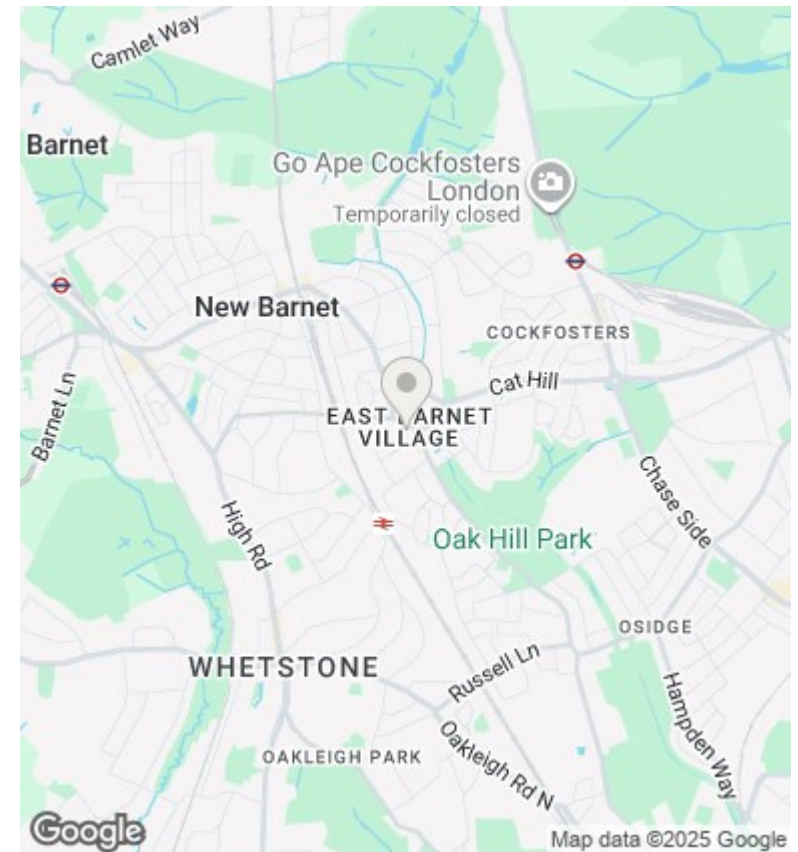 Camlet Way
Barnet
Go Ape Cockfosters
London
Temporarily closed
New Barnet
COCKFOSTERS
Cat Hill
EAST BARNET
VILLAGE
Barnet Ln
High Rd
Chase Side
Oak Hill Park
OSIDGE
WHETSTONE
Russell Ln
Hampden Way
Oakleigh Rd N
OAKLEIGH PARK
Google
Map data ©2025 Google